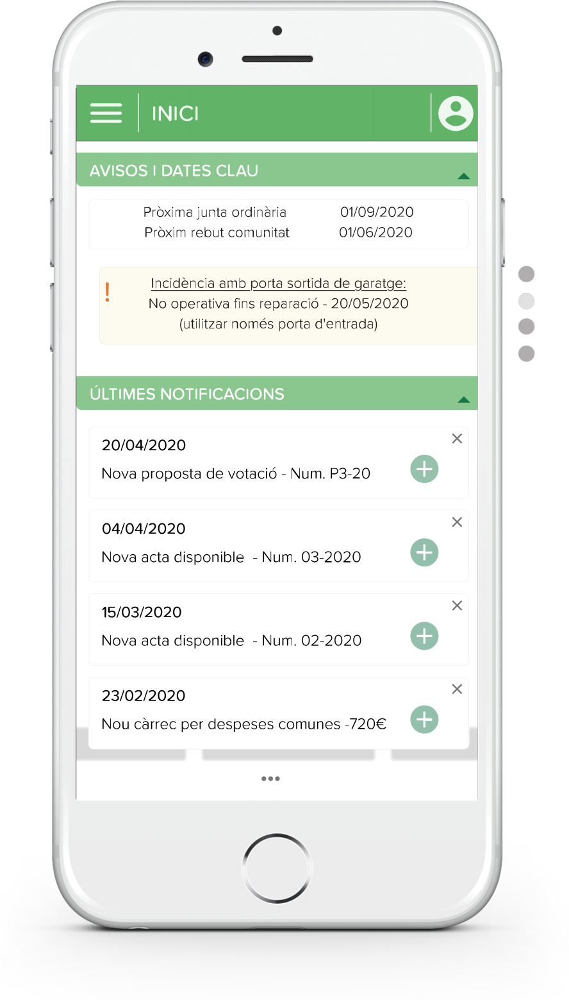 INICI
AVISOS I DATES CLAU
Pròxima junta ordinària 01/09/2020
Pròxim rebut comunitat 01/06/2020
! Incidència amb porta sortida de garatge:
No operativa fins reparació - 20/05/2020
(utilitzar només porta d'entrada)
ÚLTIMES NOTIFICACIONS
20/04/2020
Nova proposta de votació - Num. P3-20
04/04/2020
Nova acta disponible - Num. 03-2020
15/03/2020
Nova acta disponible - Num. 02-2020
23/02/2020
Nou càrrec per despeses comunes -720€